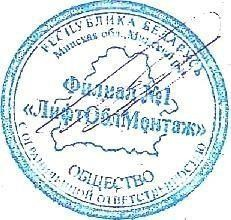 РЕСПУБЛИКА БЕЛАРУСЬ
Минская обл.,
Филиал №1
«ЛифтОблМонтаж»
ОБЩЕСТВО
С ОГРАНИЧЕННОЙ ОТВЕТСТВЕННОСТЬЮ